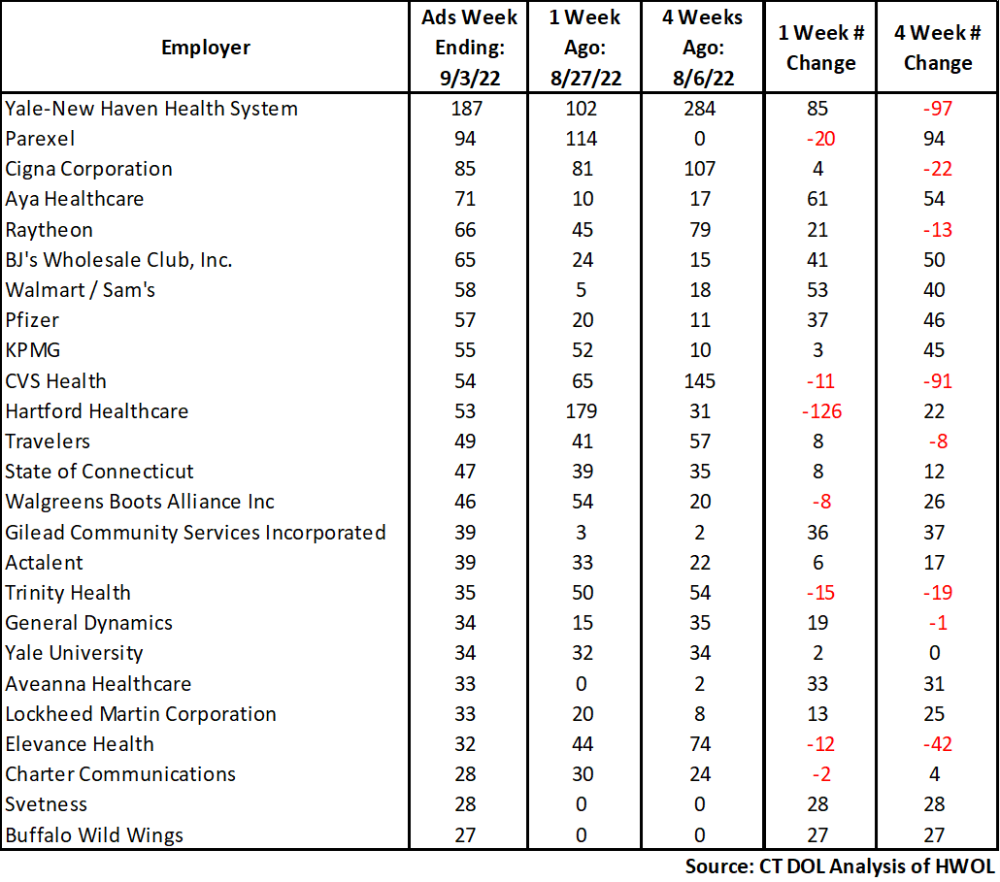 Employer Ads Week Ending: 9/3/22 1 Week Ago: 8/27/22 4 Weeks Ago: 8/6/22 1 Week # Change 4 Week # Change
Yale-New Haven Health System 187 102 284 85 -97
Parexel 94 114 0 -20 94
Cigna Corporation 85 81 107 4 -22
Aya Healthcare 71 10 17 61 54
Raytheon 66 45 79 21 -13
BJ's Wholesale Club, Inc. 65 24 15 41 50
Walmart / Sam's 58 5 18 53 40
Pfizer 57 20 11 37 46
KPMG 55 52 10 3 45
CVS Health 54 65 145 -11 -91
Hartford Healthcare 53 179 31 -126 22
Travelers 49 41 57 8 -8
State of Connecticut 47 39 35 8 12
Walgreens Boots Alliance Inc 46 54 20 -8 26
Gilead Community Services Incorporated 39 3 2 36 37
Actalent 39 33 22 6 17
Trinity Health 35 50 54 -15 -19
General Dynamics 34 15 35 19 -1
Yale University 34 32 34 2 0
Aveanna Healthcare 33 0 2 33 31
Lockheed Martin Corporation 33 20 8 13 25
Elevance Health 32 44 74 -12 -42
Charter Communications 28 30 24 -2 4
Svetness 28 0 0 28 28
Buffalo Wild Wings 27 0 0 27 27
Source: CT DOL Analysis of HWOL